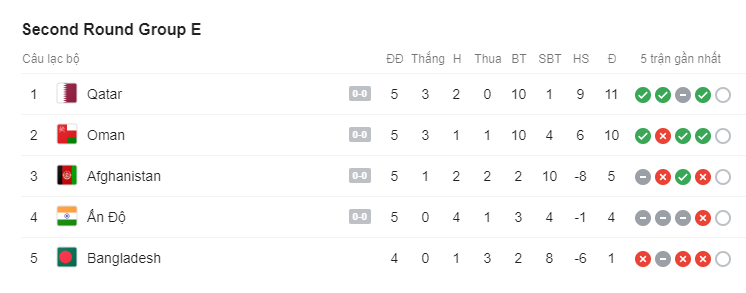 Second Round Group E
Câu lạc bộ ĐĐ Thắng H Thua BT SBT HS Đ 5 trận gần nhất
1 Qatar 0-0 5 3 2 0 10 1 9 11
2 Oman 0-0 5 3 1 1 10 4 6 10
3 Afghanistan 0-0 5 1 2 2 2 10 -8 5
4 Ấn Độ 0-0 5 0 4 1 3 4 -1 4
5 Bangladesh 4 0 1 3 2 8 -6 1